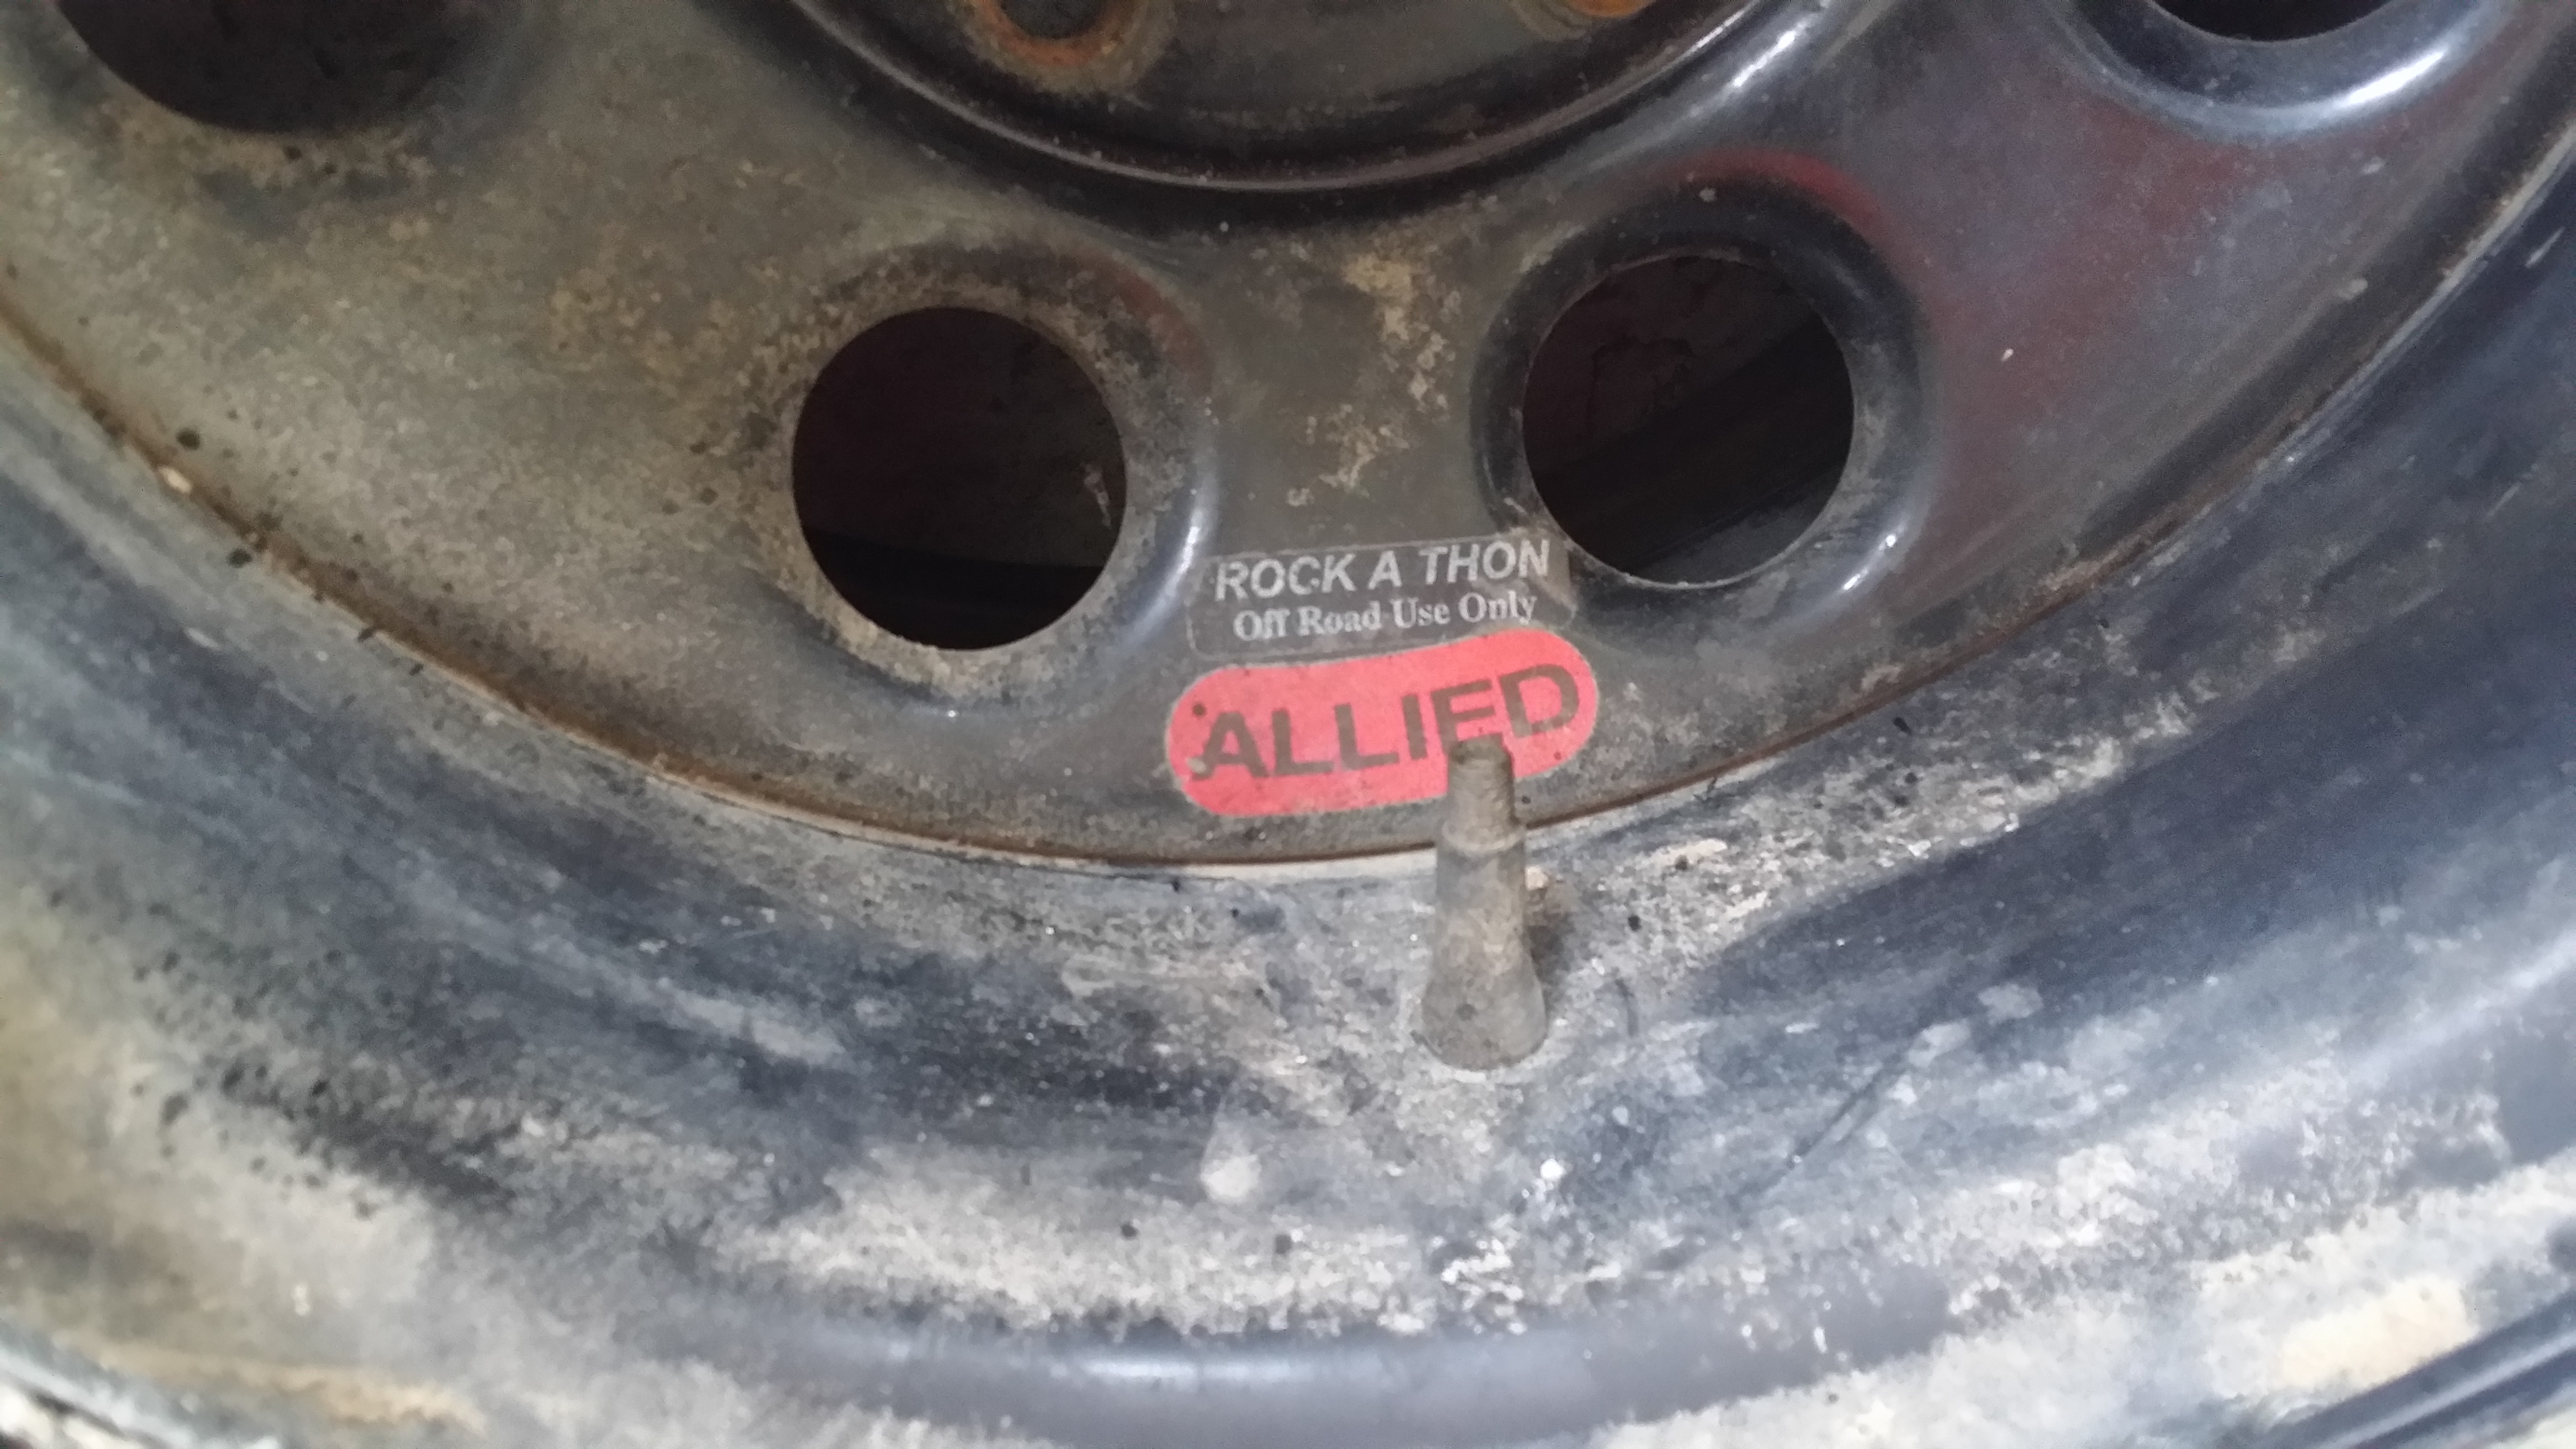 ROCK A THON
Off Road Use Only
ALLIED